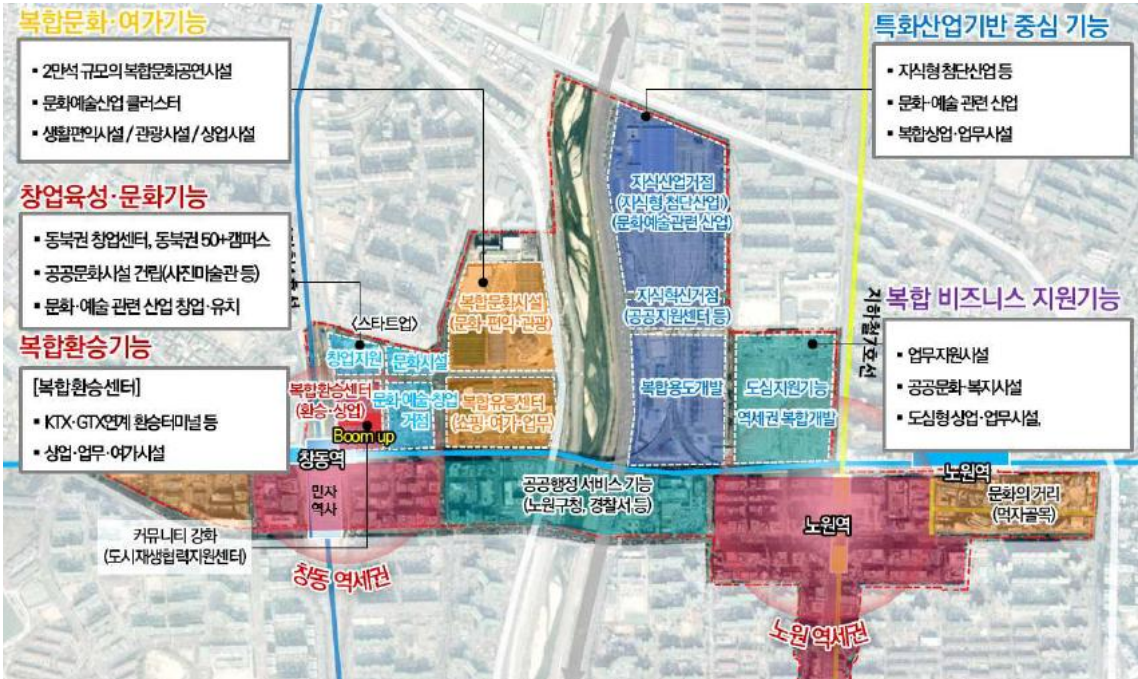 복합문화·여가기능
▪ 2만석 규모의 복합문화공연시설
▪ 문화예술산업 클러스터
▪ 생활편익시설 / 관광시설 / 상업시설
창업육성·문화기능
▪ 동북권 창업센터, 동북권 50+캠퍼스
▪ 공공문화시설 건립(사진미술관 등)
▪ 문화·예술 관련 산업 창업·유치
복합환승기능
[복합환승센터]
▪ KTX·GTX연계 환승터미널 등
▪ 상업·업무·여가시설
특화산업기반 중심 기능
▪ 지식형 첨단산업 등
▪ 문화·예술 관련 산업
▪ 복합상업·업무시설
복합 비즈니스 지원기능
▪ 업무지원시설
▪ 공공문화·복지시설
▪ 도심형 상업·업무시설,
지하철7호선
지식산업거점
(지식형 첨단산업)
(문화예술관련 산업)
지식혁신거점
(공공지원센터 등)
복합문화시설
(문화·편익·관광)
<스타트업>
창업지원
문화시설
복합환승센터
(환승·상업)
Boom up
문화·예술·창업
거점
복합유통센터
(쇼핑·여가·업무)
복합용도개발
도심지원기능
역세권 복합개발
창동역
민자
역사
공공행정 서비스 기능
(노원구청, 경찰서 등)
노원역
노원역
문화의 거리
(먹자골목)
커뮤니티 강화
(도시재생협력지원센터)
창동 역세권
노원 역세권